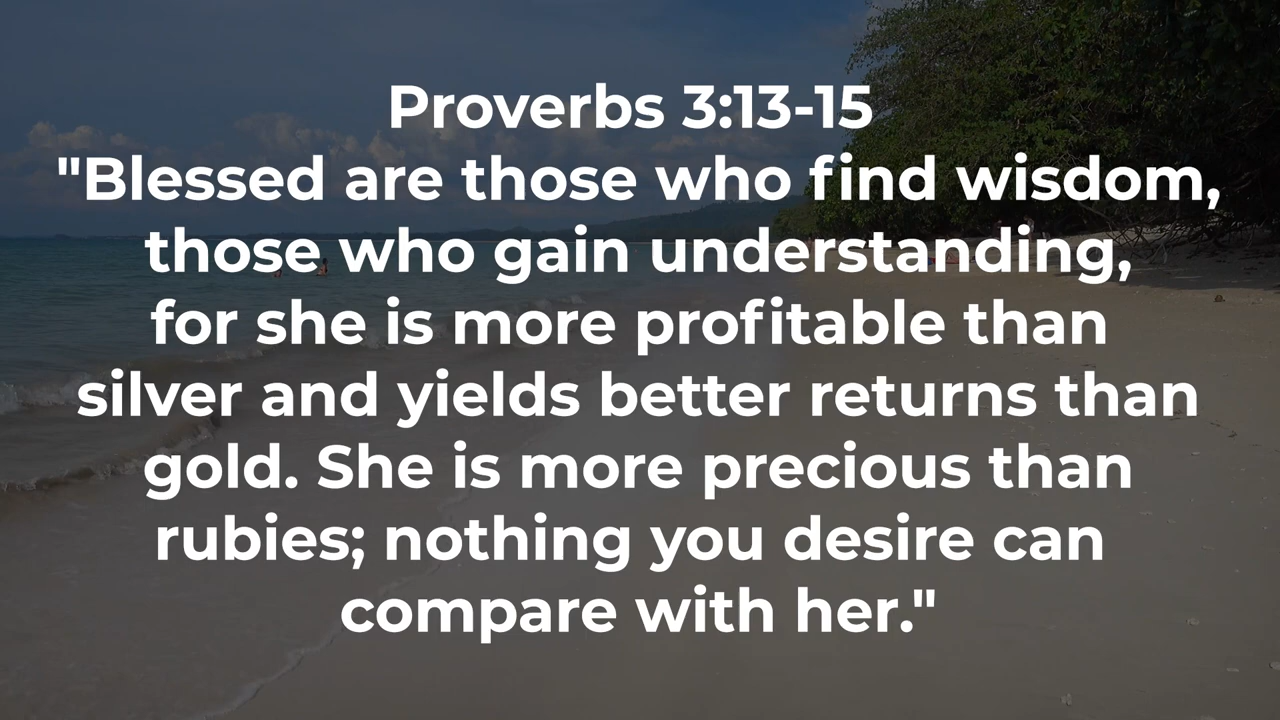 Proverbs 3:13-15
"Blessed are those who find wisdom,
those who gain understanding,
for she is more profitable than
silver and yields better returns than
gold. She is more precious than
rubies; nothing you desire can
compare with her."